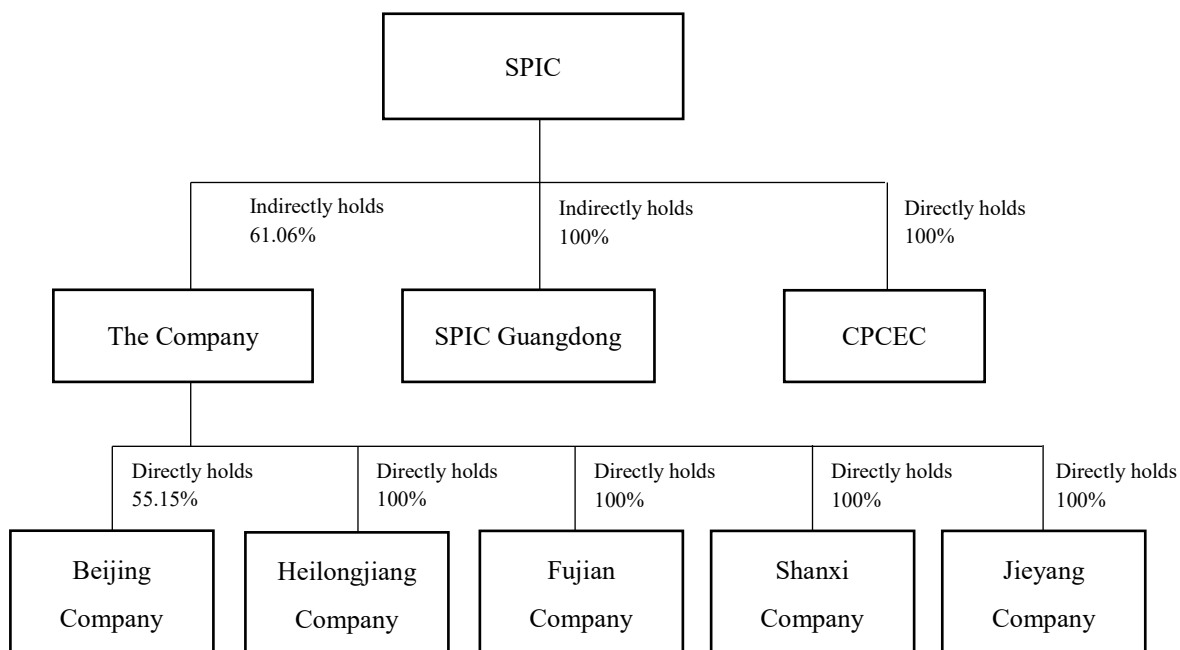 SPIC
Indirectly holds
61.06%
Indirectly holds
100%
Directly holds
100%
The Company
SPIC Guangdong
CPCEC
Directly holds
55.15%
Directly holds
100%
Directly holds
100%
Directly holds
100%
Directly holds
100%
Beijing
Company
Heilongjiang
Company
Fujian
Company
Shanxi
Company
Jieyang
Company